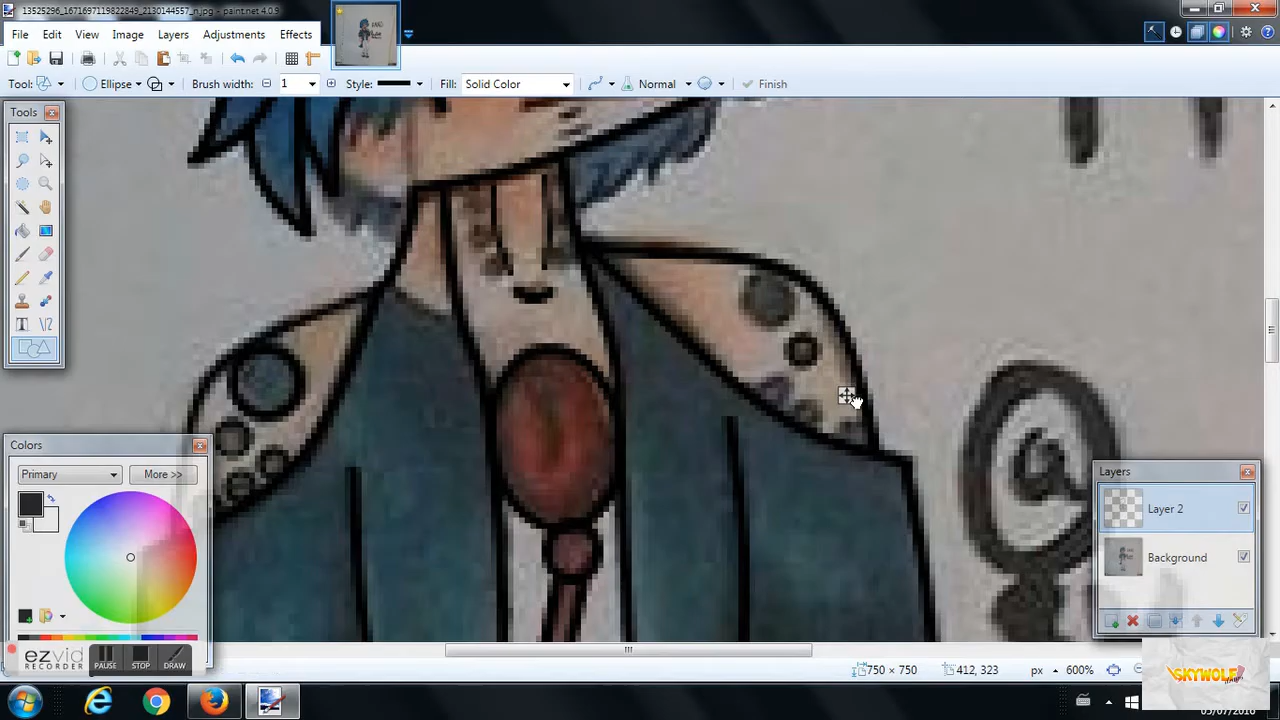 13525296_1671697119822849_2130144557_n.jpg - paint.net 4.0.9
File Edit View Image Layers Adjustments Effects
Tool: Ellipse Brush width: 1 Style: Fill: Solid Color Normal Finish
Tools
Colors
Primary More >>
Layers
Layer 2
Background
ezvid
RECORDER
PAUSE STOP DRAW
750 × 750 412, 323 px 600%
SKYWOLF